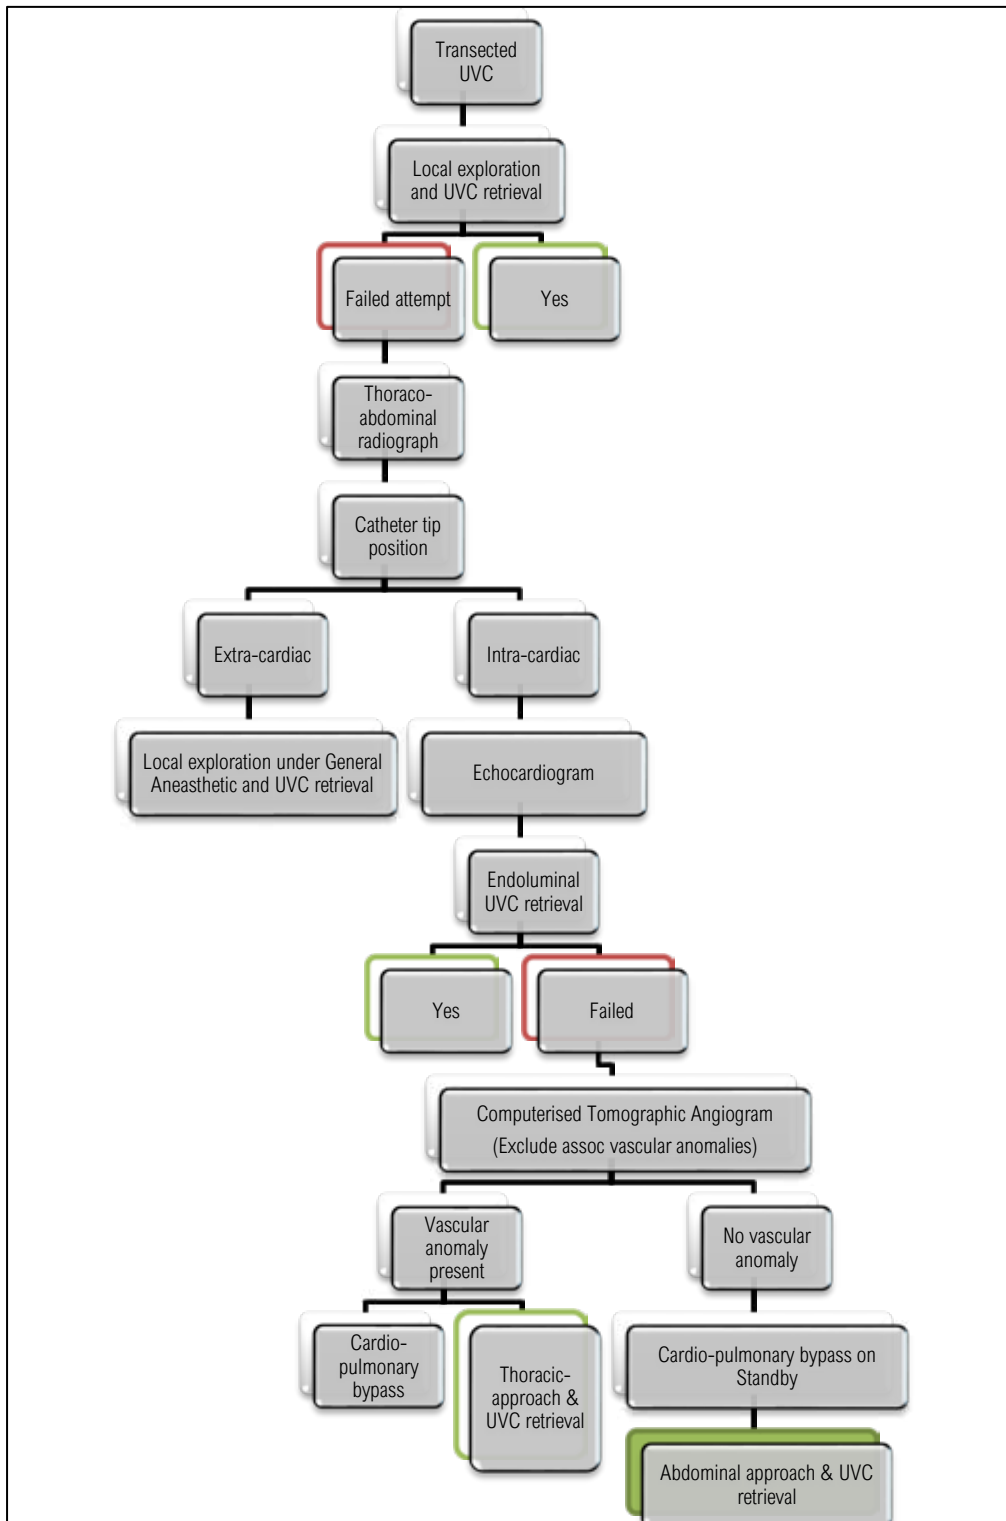 Transected
UVC
Local exploration
and UVC retrieval
Failed attempt
Yes
Thoraco-
abdominal
radiograph
Catheter tip
position
Extra-cardiac
Intra-cardiac
Local exploration under General
Aneasthetic and UVC retrieval
Echocardiogram
Endoluminal
UVC retrieval
Yes
Failed
Computerised Tomographic Angiogram
(Exclude assoc vascular anomalies)
Vascular
anomaly
present
No vascular
anomaly
Cardio-
pulmonary
bypass
Thoracic-
approach &
UVC retrieval
Cardio-pulmonary bypass on
Standby
Abdominal approach & UVC
retrieval